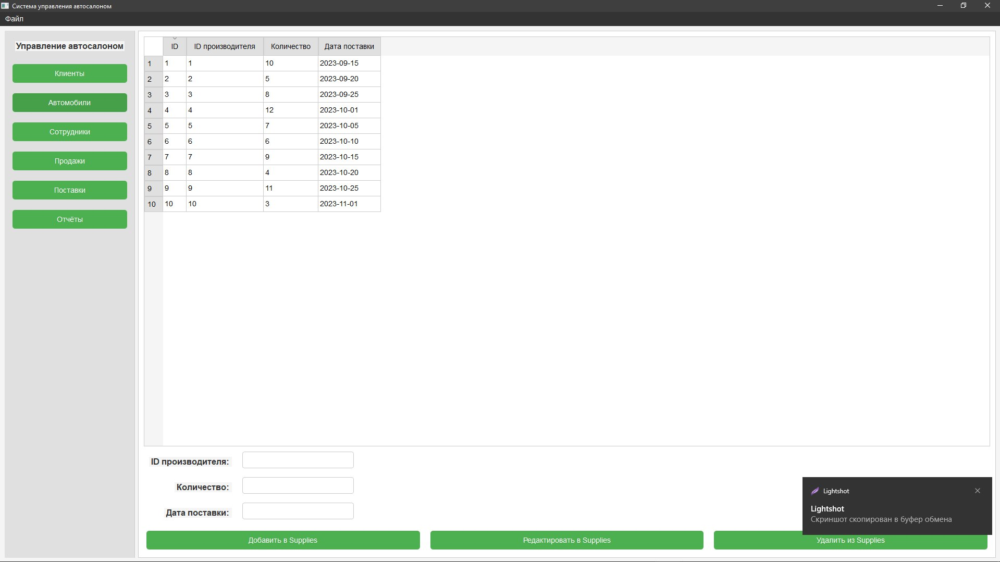 Система управления автосалоном
Файл
Управление автосалоном
Клиенты
Автомобили
Сотрудники
Продажи
Поставки
Отчёты
ID ID производителя Количество Дата поставки
1 1 1 10 2023-09-15
2 2 2 5 2023-09-20
3 3 3 8 2023-09-25
4 4 4 12 2023-10-01
5 5 5 7 2023-10-05
6 6 6 6 2023-10-10
7 7 7 9 2023-10-15
8 8 8 4 2023-10-20
9 9 9 11 2023-10-25
10 10 10 3 2023-11-01
ID производителя:
Количество:
Дата поставки:
Добавить в Supplies Редактировать в Supplies Удалить из Supplies
Lightshot
Lightshot
Скриншот скопирован в буфер обмена